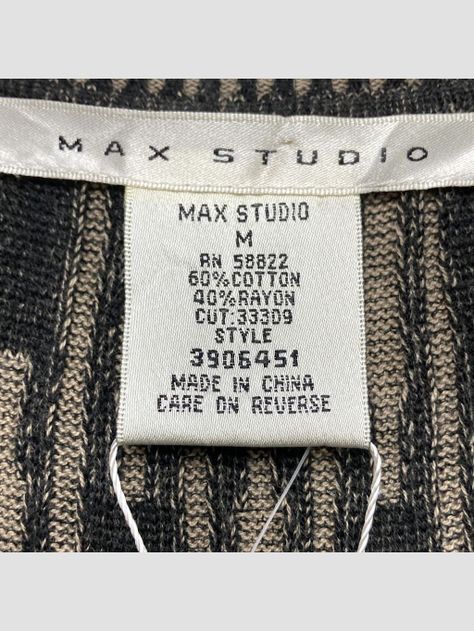 MAX STUDIO
MAX STUDIO
M
RN 58822
60%COTTON
40%RAYON
CUT:33309
STYLE
3906451
MADE IN CHINA
CARE ON REVERSE